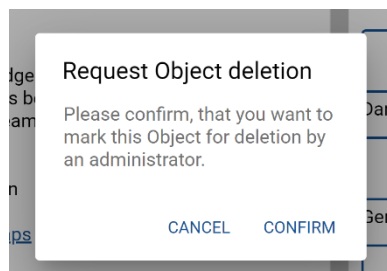 Request Object deletion
Please confirm, that you want to
mark this Object for deletion by
an administrator.
CANCEL
CONFIRM